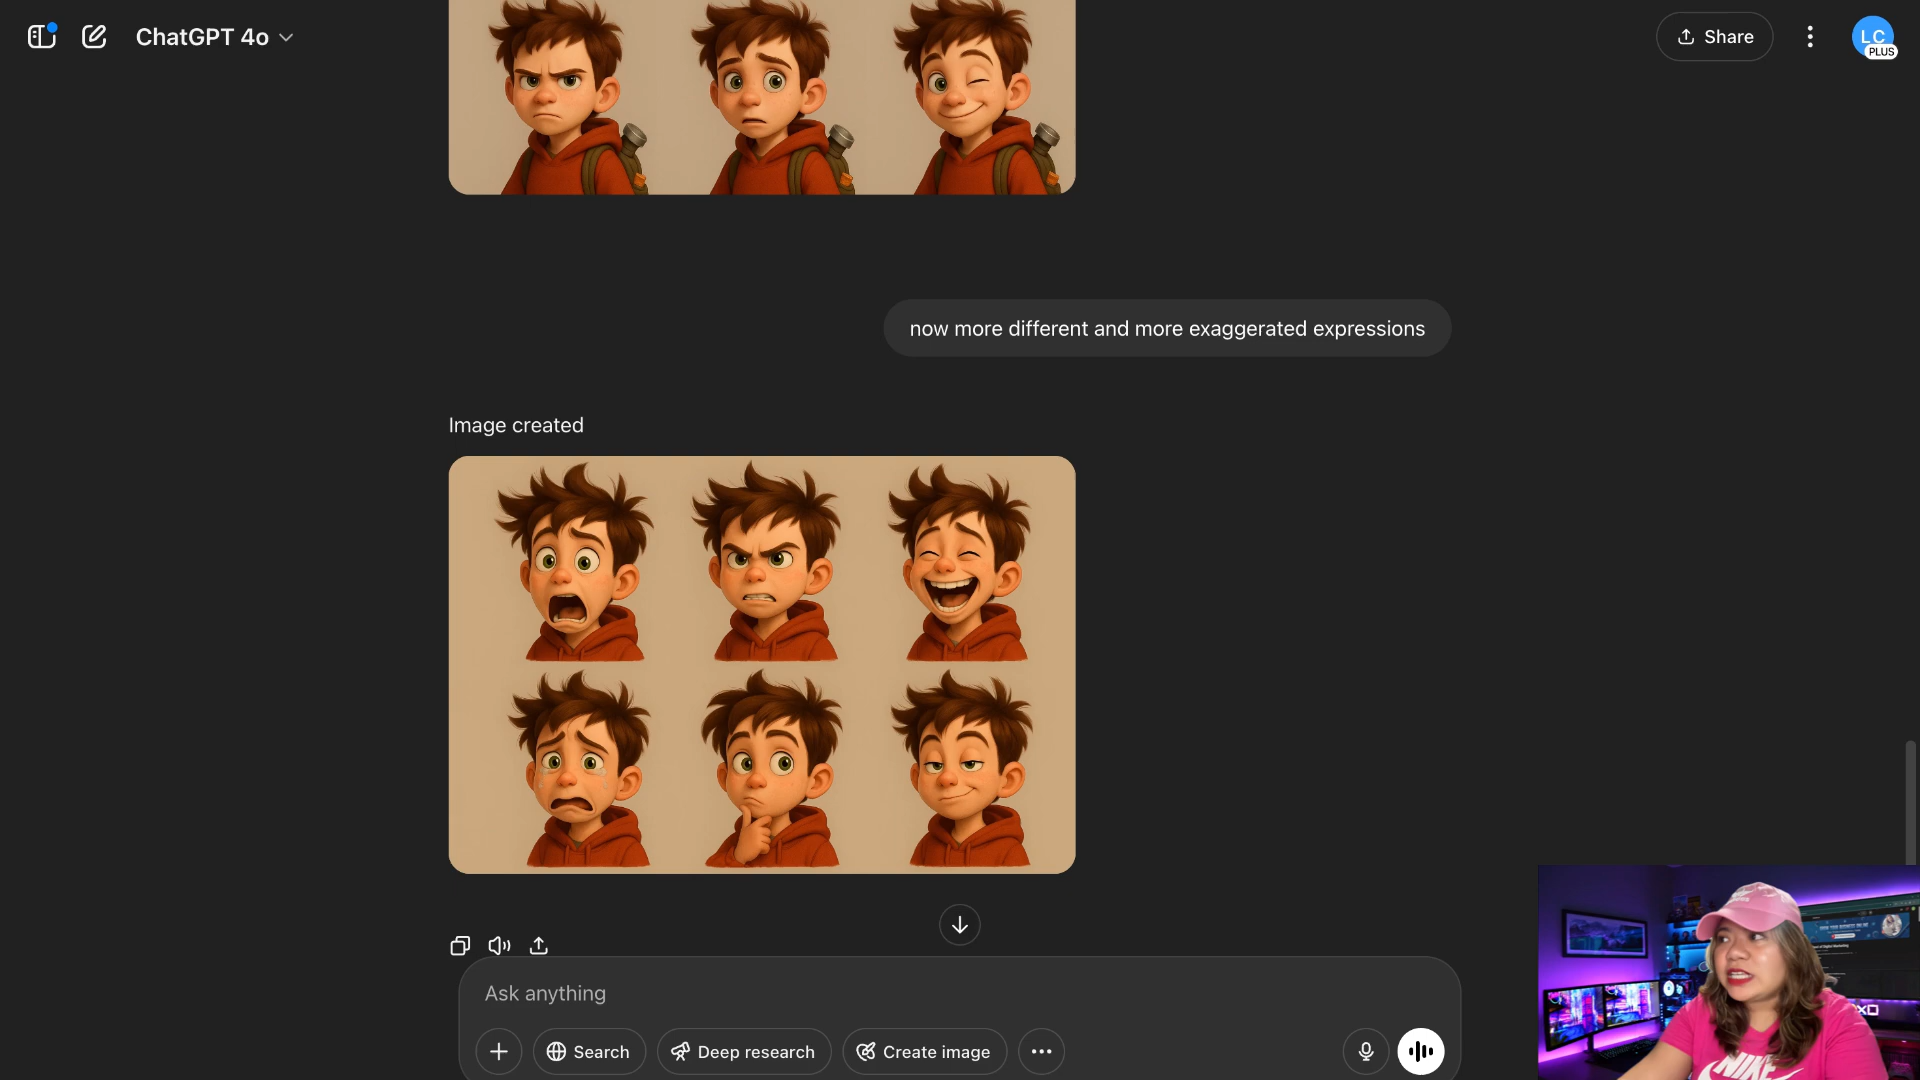 ChatGPT 4o
Share
LC
PLUS
now more different and more exaggerated expressions
Image created
Ask anything
Search
Deep research
Create image
NIKE